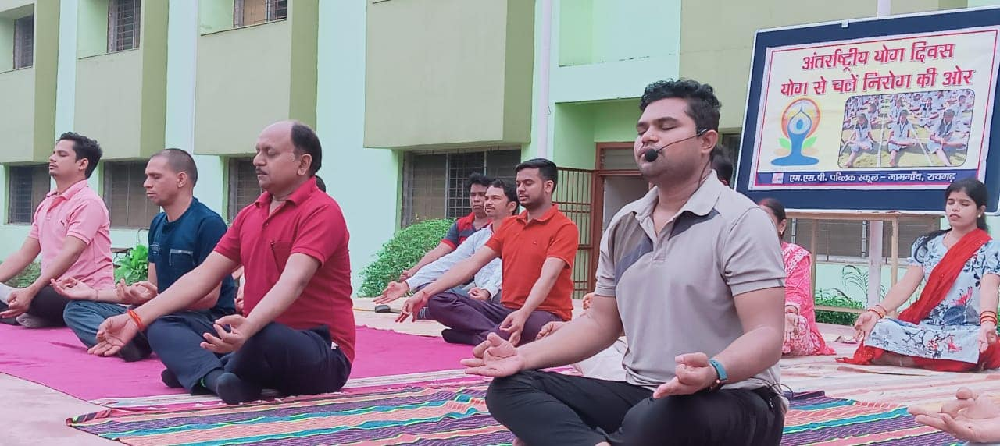 अंतर्राष्ट्रीय योग दिवस
योग से चलें निरोग की ओर
एम.एस.पी. पब्लिक स्कूल - जामगाँव, रायगढ़